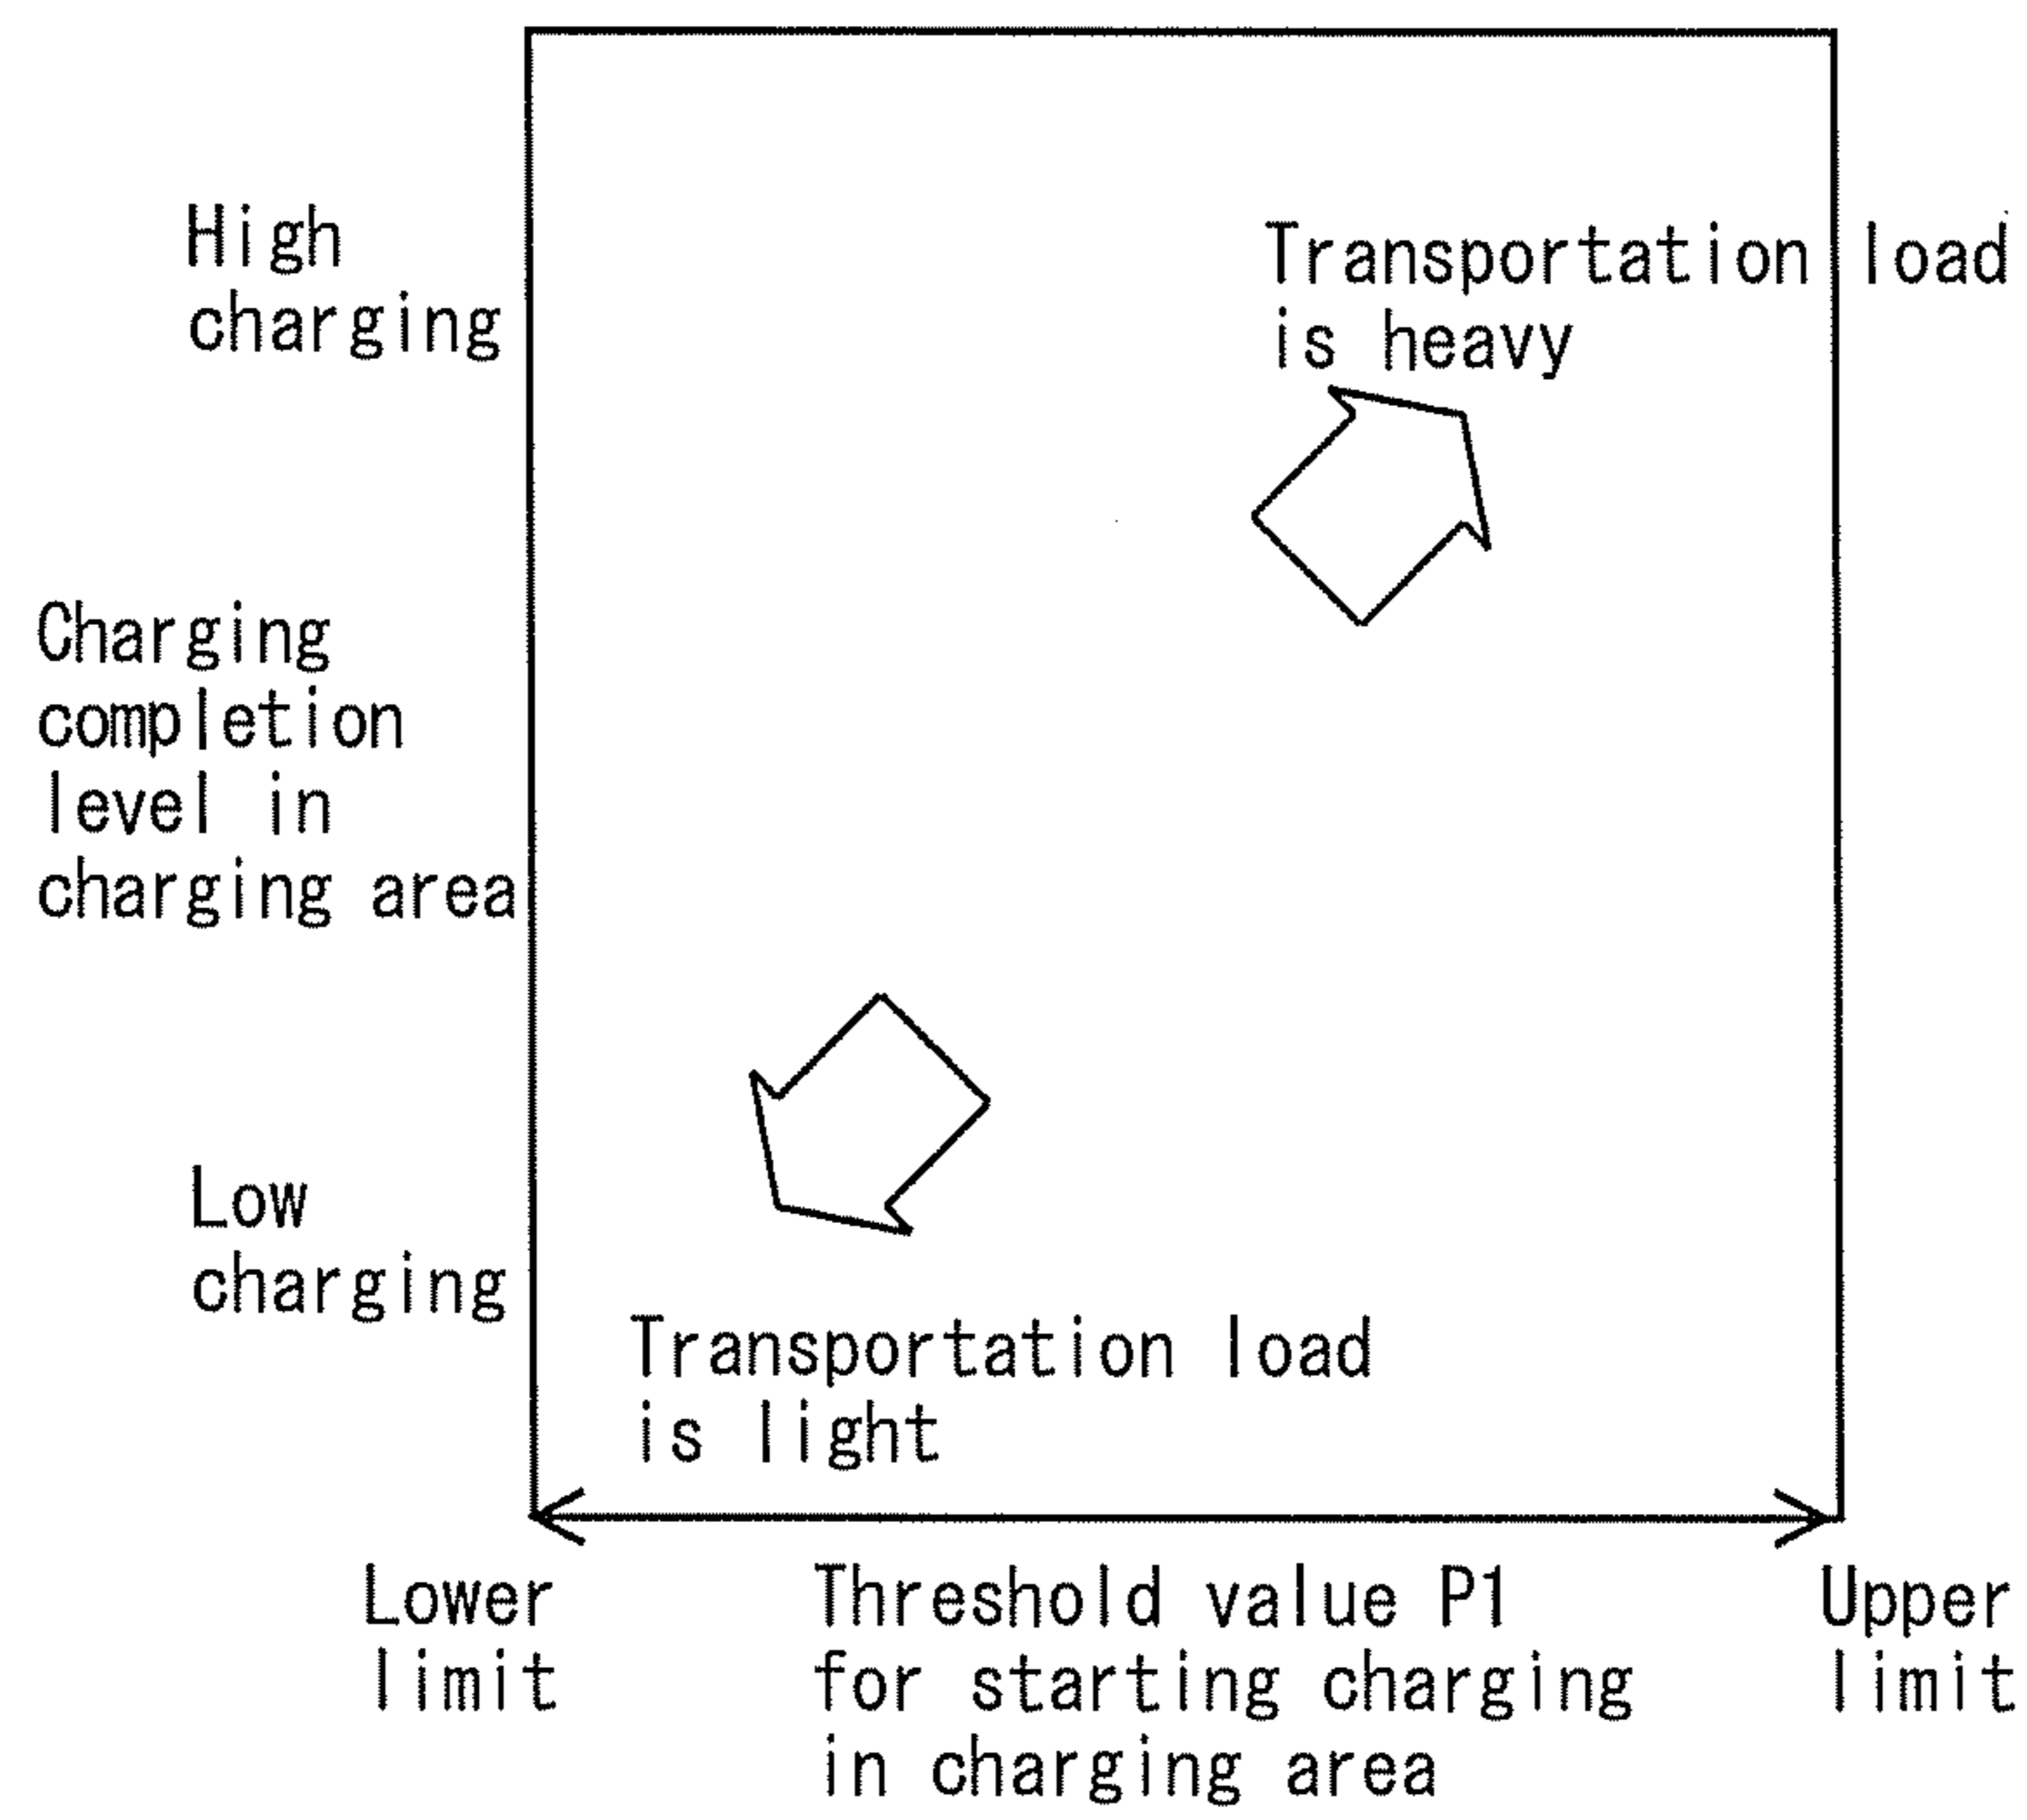 High
charging
Transportation load
is heavy
Charging
completion
level in
charging area
Low
charging
Transportation load
is light
Lower
limit
Threshold value P1
for starting charging
in charging area
Upper
limit